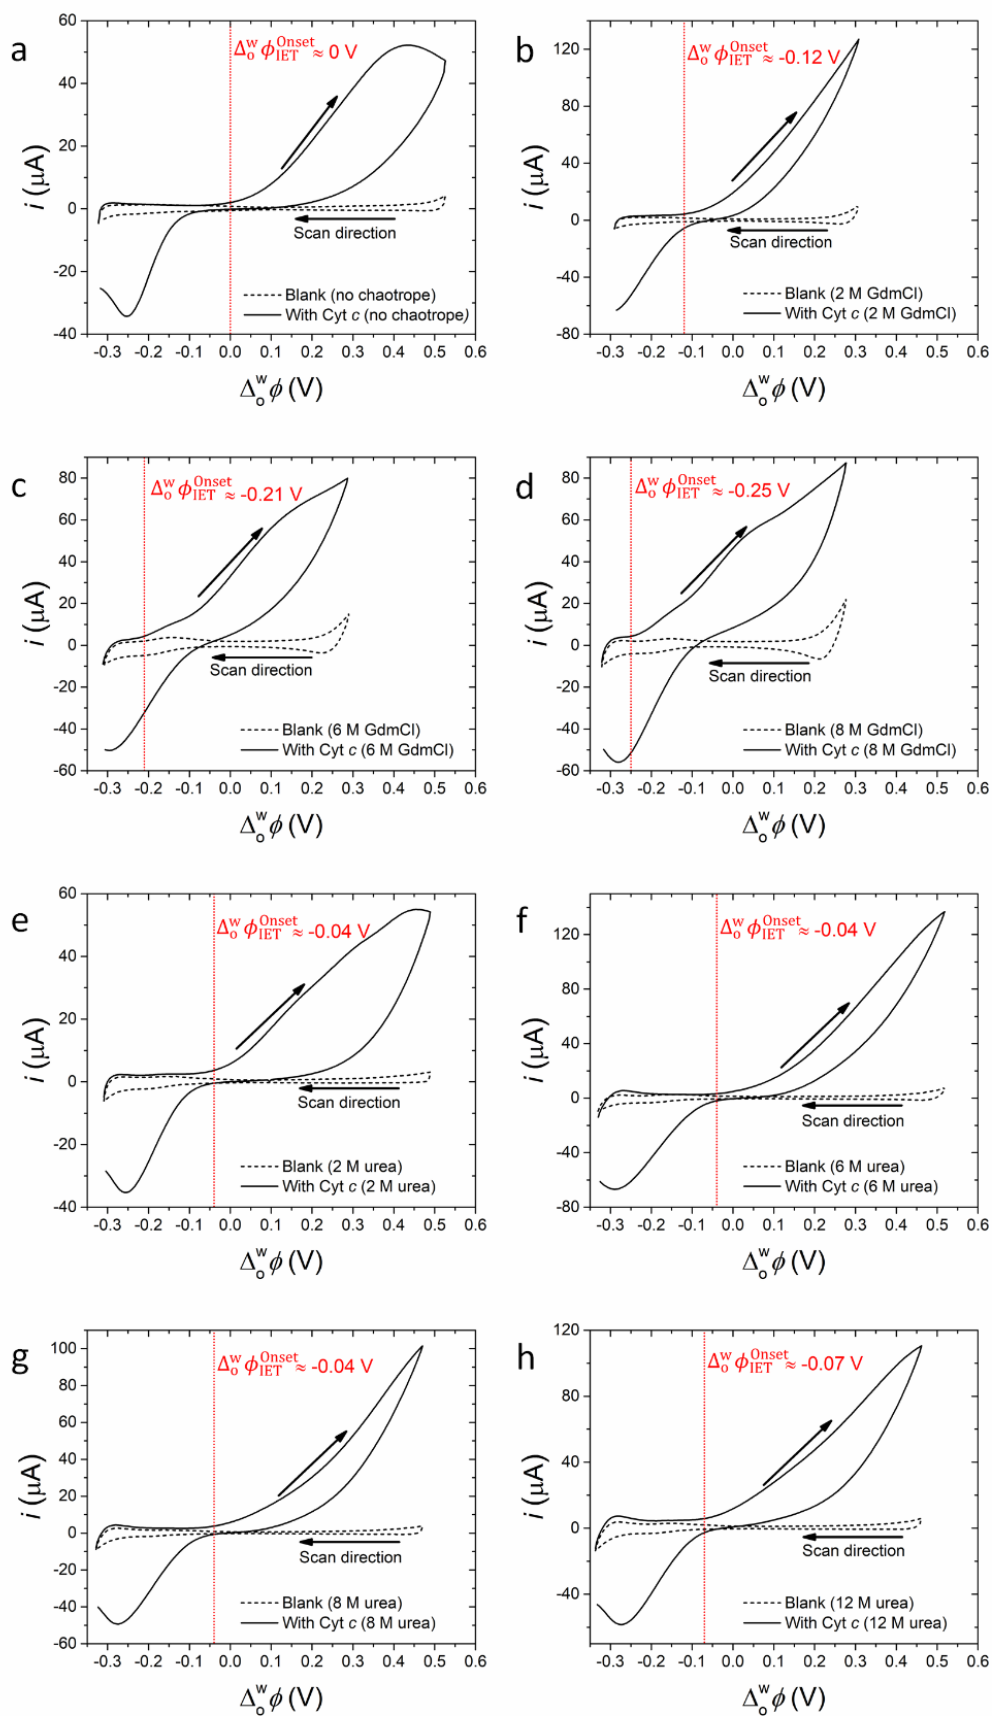 a
Δ_o^w ϕ_IET^Onset ≈ 0 V
i (μA)
60
40
20
0
-20
-40
Scan direction
Blank (no chaotrope)
With Cyt c (no chaotrope)
-0.3 -0.2 -0.1 0.0 0.1 0.2 0.3 0.4 0.5 0.6
Δ_o^w ϕ (V)
b
Δ_o^w ϕ_IET^Onset ≈ -0.12 V
i (μA)
120
80
40
0
-40
-80
Scan direction
Blank (2 M GdmCl)
With Cyt c (2 M GdmCl)
-0.3 -0.2 -0.1 0.0 0.1 0.2 0.3 0.4 0.5 0.6
Δ_o^w ϕ (V)
c
Δ_o^w ϕ_IET^Onset ≈ -0.21 V
i (μA)
80
60
40
20
0
-20
-40
-60
Scan direction
Blank (6 M GdmCl)
With Cyt c (6 M GdmCl)
-0.3 -0.2 -0.1 0.0 0.1 0.2 0.3 0.4 0.5 0.6
Δ_o^w ϕ (V)
d
Δ_o^w ϕ_IET^Onset ≈ -0.25 V
i (μA)
80
60
40
20
0
-20
-40
-60
Scan direction
Blank (8 M GdmCl)
With Cyt c (8 M GdmCl)
-0.3 -0.2 -0.1 0.0 0.1 0.2 0.3 0.4 0.5 0.6
Δ_o^w ϕ (V)
e
Δ_o^w ϕ_IET^Onset ≈ -0.04 V
i (μA)
60
40
20
0
-20
-40
Scan direction
Blank (2 M urea)
With Cyt c (2 M urea)
-0.3 -0.2 -0.1 0.0 0.1 0.2 0.3 0.4 0.5 0.6
Δ_o^w ϕ (V)
f
Δ_o^w ϕ_IET^Onset ≈ -0.04 V
i (μA)
120
80
40
0
-40
-80
Scan direction
Blank (6 M urea)
With Cyt c (6 M urea)
-0.3 -0.2 -0.1 0.0 0.1 0.2 0.3 0.4 0.5 0.6
Δ_o^w ϕ (V)
g
Δ_o^w ϕ_IET^Onset ≈ -0.04 V
i (μA)
100
80
60
40
20
0
-20
-40
-60
Scan direction
Blank (8 M urea)
With Cyt c (8 M urea)
-0.3 -0.2 -0.1 0.0 0.1 0.2 0.3 0.4 0.5 0.6
Δ_o^w ϕ (V)
h
Δ_o^w ϕ_IET^Onset ≈ -0.07 V
i (μA)
120
80
40
0
-40
Scan direction
Blank (12 M urea)
With Cyt c (12 M urea)
-0.3 -0.2 -0.1 0.0 0.1 0.2 0.3 0.4 0.5 0.6
Δ_o^w ϕ (V)